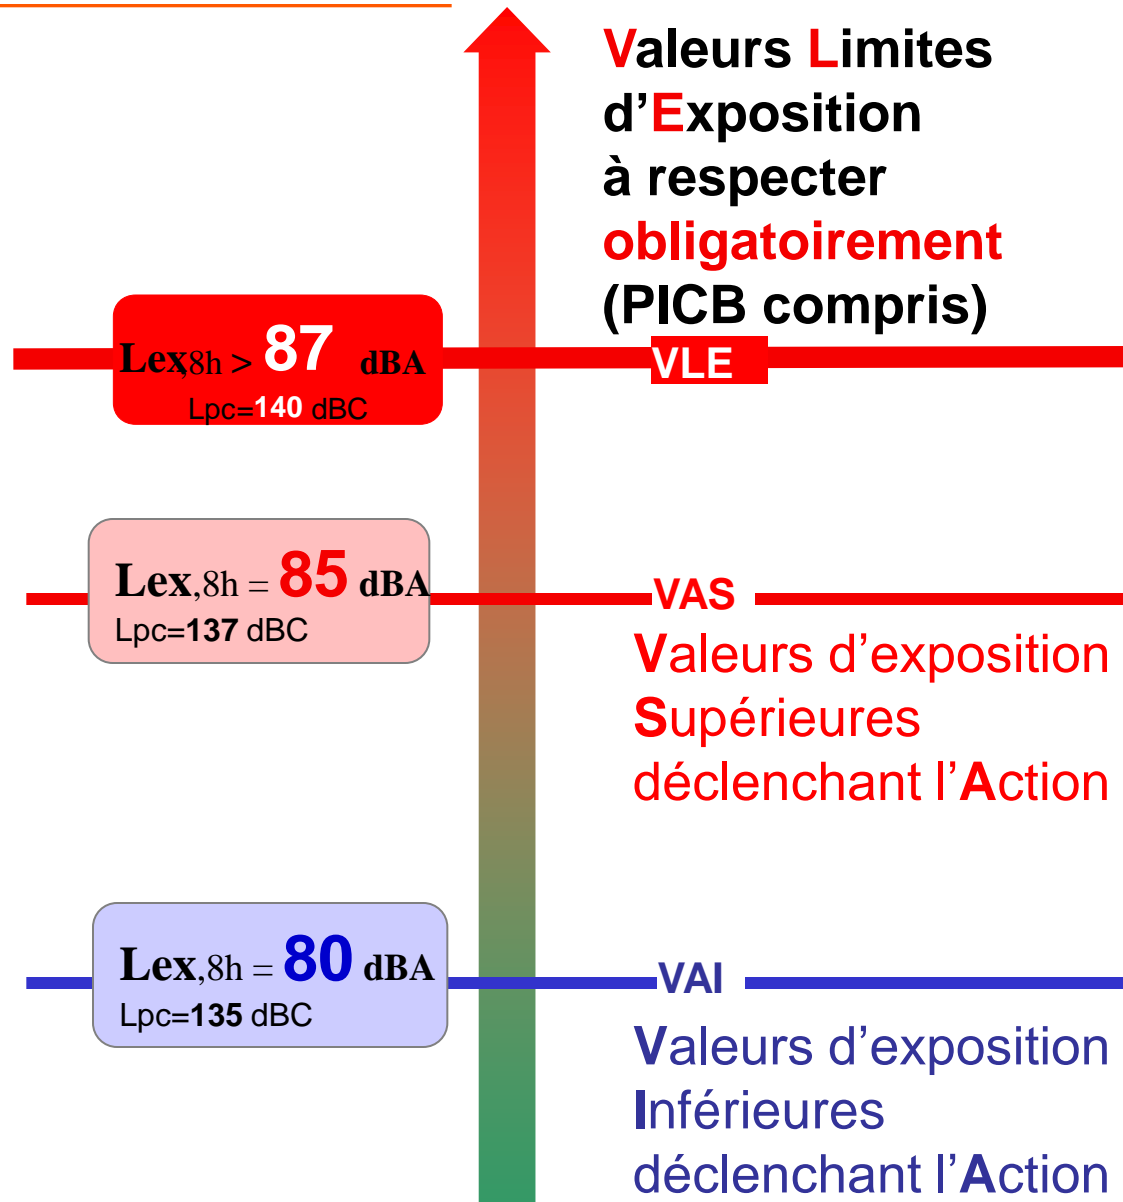 Valeurs Limites
d’Exposition
à respecter
obligatoirement
(PICB compris)
Lex,8h > 87 dBA
Lpc=140 dBC
VLE
Lex,8h = 85 dBA
Lpc=137 dBC
VAS
Valeurs d’exposition
Supérieures
déclenchant l’Action
Lex,8h = 80 dBA
Lpc=135 dBC
VAI
Valeurs d’exposition
Inférieures
déclenchant l’Action